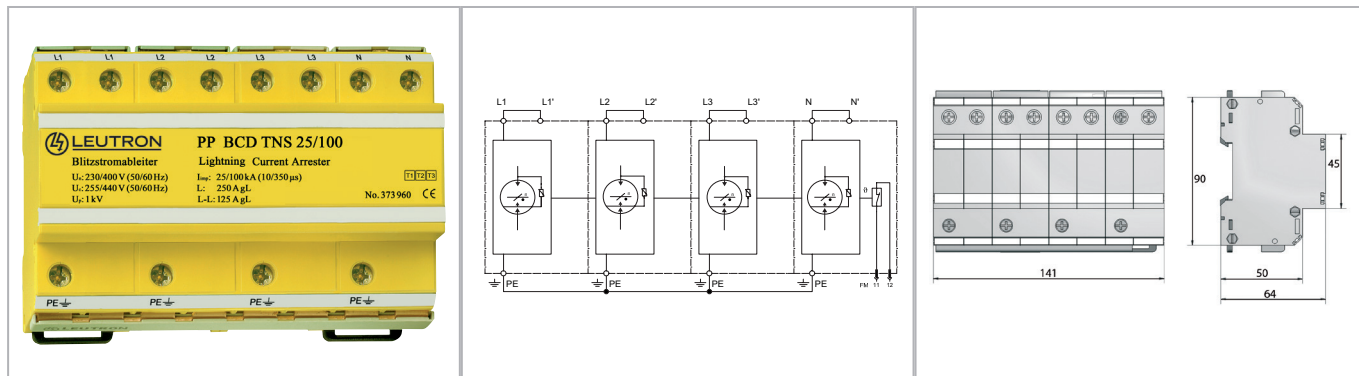 L1 L1 L2 L2 L3 L3 N N
LEUTRON
Blitzstromableiter
Uₙ: 230/400 V (50/60 Hz)
U꜀: 255/440 V (50/60 Hz)
Uₚ: 1 kV
PP BCD TNS 25/100
Lightning Current Arrester
Iimp: 25/100 kA (10/350 µs)
L: 250 A gL
L-L: 125 A gL
T1 T2 T3
No. 373 960 CE
PE PE PE PE
LEUTRON
L1 L1' L2 L2' L3 L3' N N'
ϑ
PE PE PE PE
FM 11 12
90
141
45
50
64